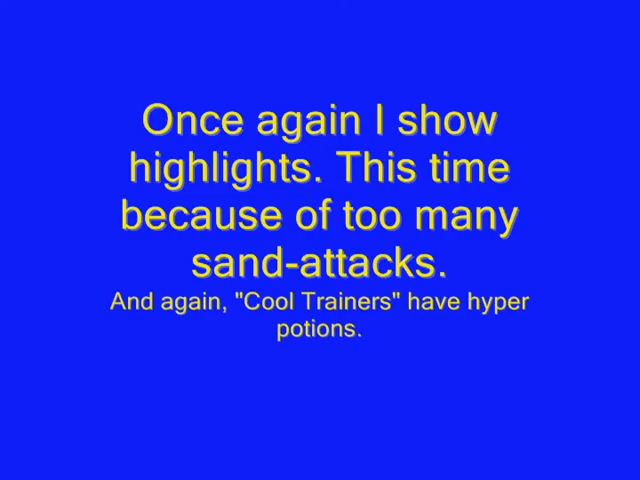 Once again I show
highlights. This time
because of too many
sand-attacks.
And again, "Cool Trainers" have hyper
potions.